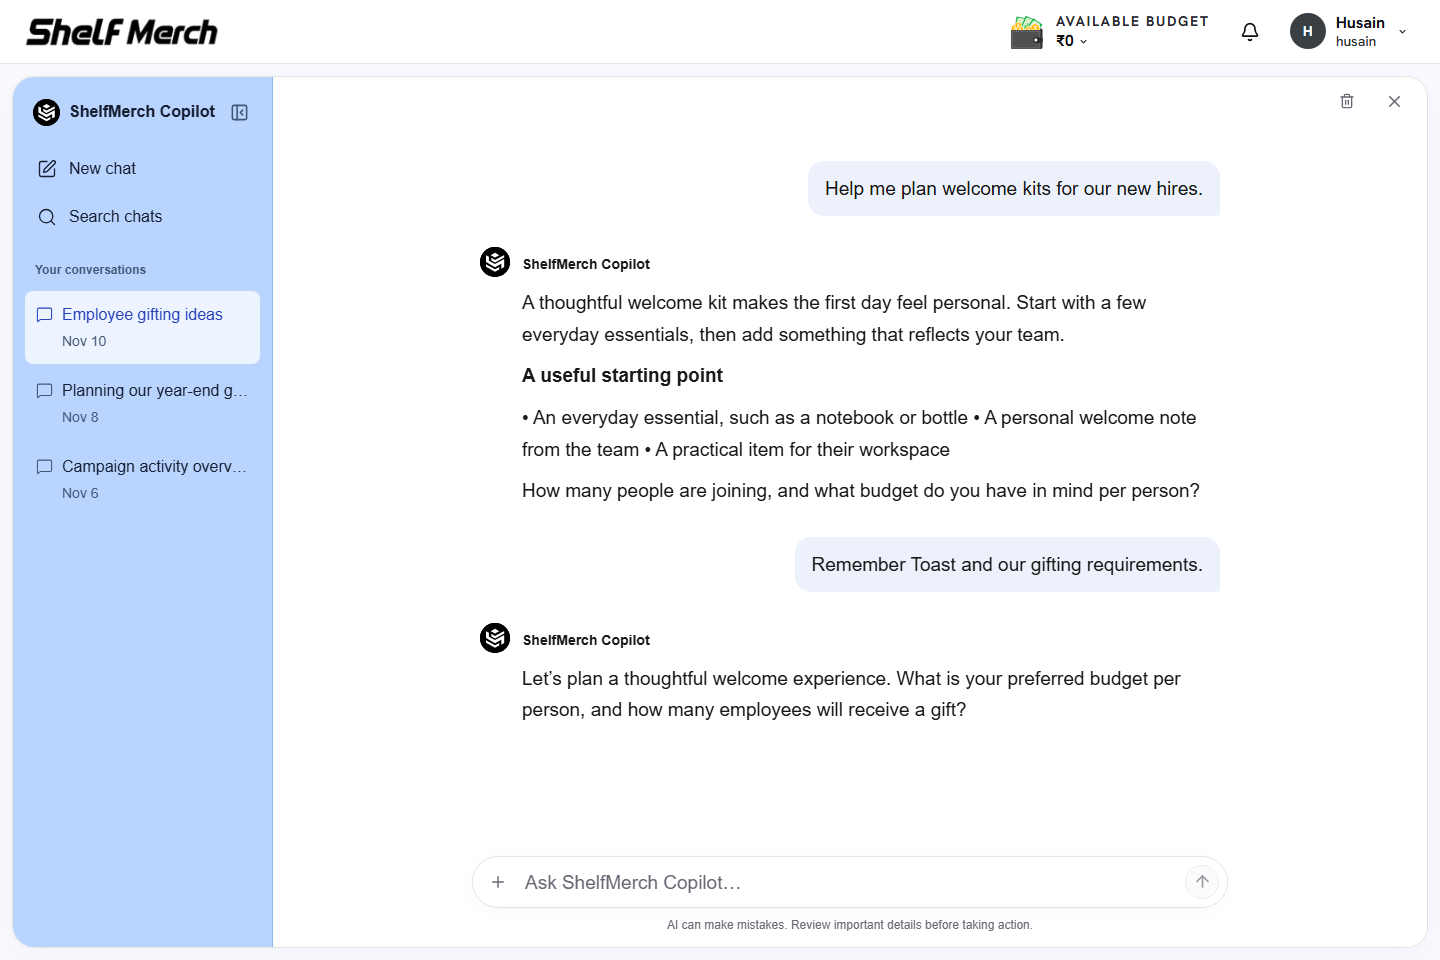 Shelf Merch
AVAILABLE BUDGET
₹0
H
Husain
husain
ShelfMerch Copilot
New chat
Search chats
Your conversations
Employee gifting ideas
Nov 10
Planning our year-end g…
Nov 8
Campaign activity overv…
Nov 6
Help me plan welcome kits for our new hires.
ShelfMerch Copilot
A thoughtful welcome kit makes the first day feel personal. Start with a few
everyday essentials, then add something that reflects your team.
A useful starting point
• An everyday essential, such as a notebook or bottle • A personal welcome note
from the team • A practical item for their workspace
How many people are joining, and what budget do you have in mind per person?
Remember Toast and our gifting requirements.
ShelfMerch Copilot
Let’s plan a thoughtful welcome experience. What is your preferred budget per
person, and how many employees will receive a gift?
Ask ShelfMerch Copilot…
AI can make mistakes. Review important details before taking action.